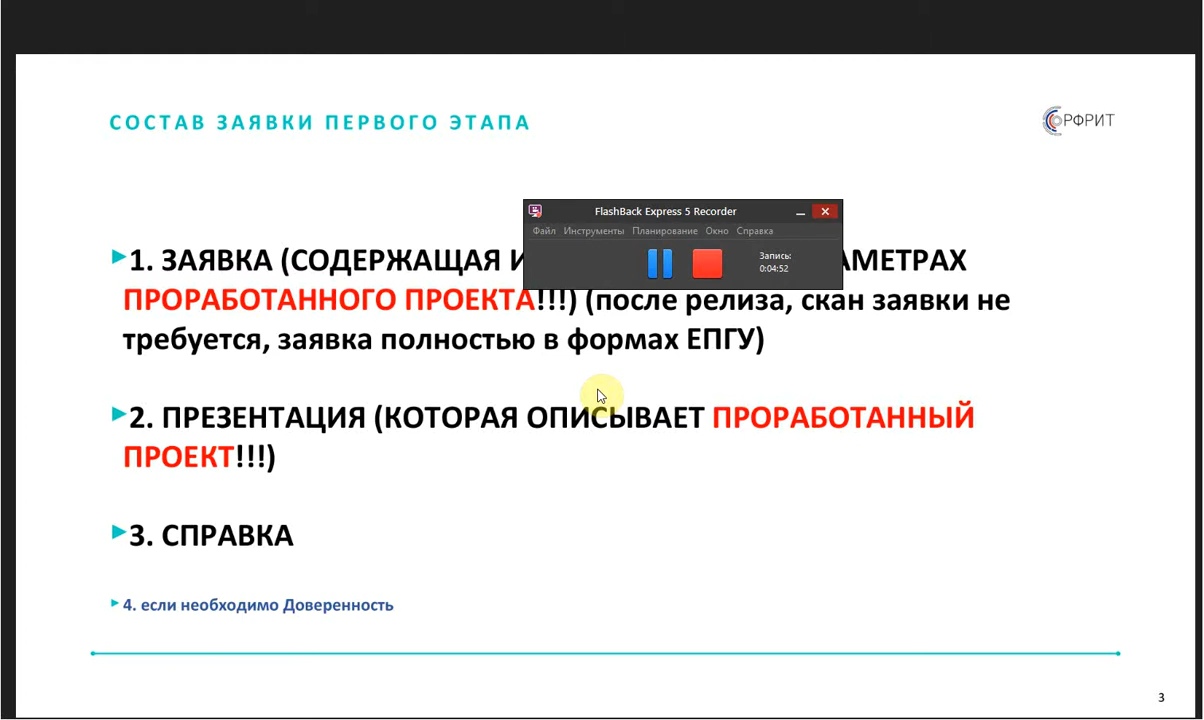 СОСТАВ ЗАЯВКИ ПЕРВОГО ЭТАПА
РФРИТ
FlashBack Express 5 Recorder
Файл Инструменты Планирование Окно Справка
Запись:
0:04:52
1. ЗАЯВКА (СОДЕРЖАЩАЯ
ПРОРАБОТАННОГО ПРОЕКТА!!!) (после релиза, скан заявки не
требуется, заявка полностью в формах ЕПГУ)
2. ПРЕЗЕНТАЦИЯ (КОТОРАЯ ОПИСЫВАЕТ ПРОРАБОТАННЫЙ
ПРОЕКТ!!!)
3. СПРАВКА
4. если необходимо Доверенность
3